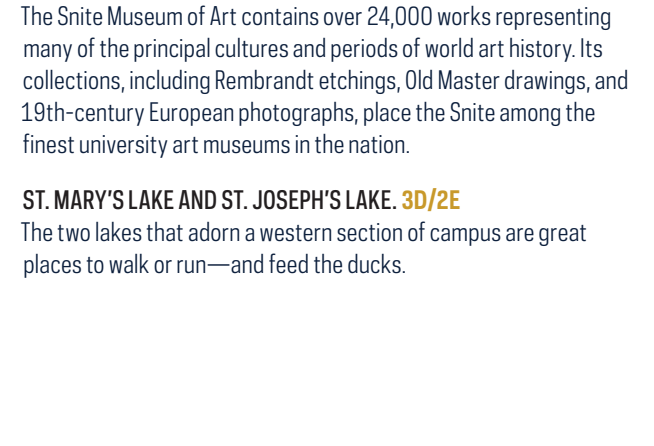 The Snite Museum of Art contains over 24,000 works representing
many of the principal cultures and periods of world art history. Its
collections, including Rembrandt etchings, Old Master drawings, and
19th-century European photographs, place the Snite among the
finest university art museums in the nation.
ST. MARY'S LAKE AND ST. JOSEPH'S LAKE. 3D/2E
The two lakes that adorn a western section of campus are great
places to walk or run—and feed the ducks.